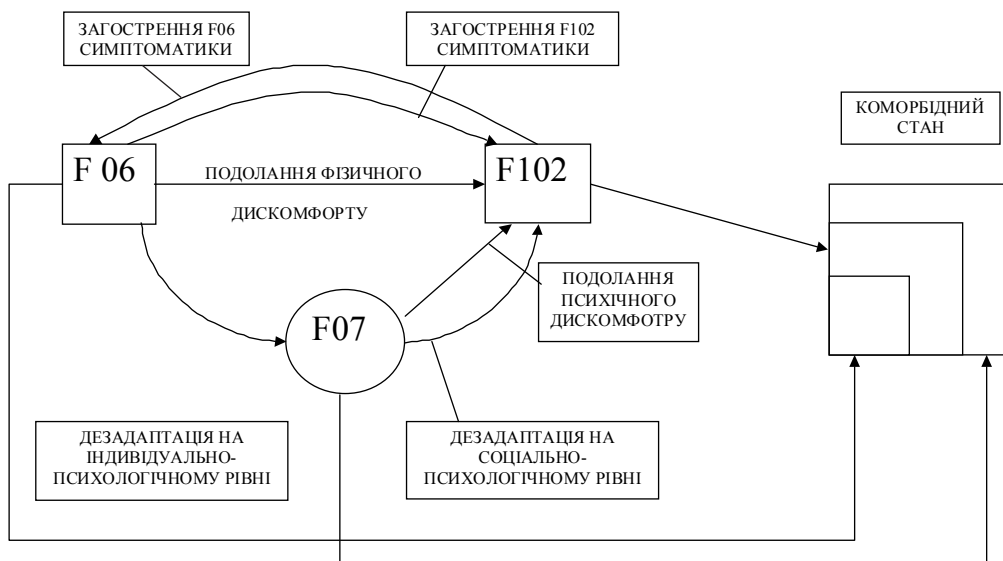 ЗАГОСТРЕННЯ F06
СИМПТОМАТИКИ
ЗАГОСТРЕННЯ F102
СИМПТОМАТИКИ
КОМОРБІДНИЙ
СТАН
F 06
ПОДОЛАННЯ ФІЗИЧНОГО
ДИСКОМФОРТУ
F102
ПОДОЛАННЯ
ПСИХІЧНОГО
ДИСКОМФОТРУ
F07
ДЕЗАДАПТАЦІЯ НА
ІНДИВІДУАЛЬНО-
ПСИХОЛОГІЧНОМУ РІВНІ
ДЕЗАДАПТАЦІЯ НА
СОЦІАЛЬНО-
ПСИХОЛОГІЧНОМУ РІВНІ